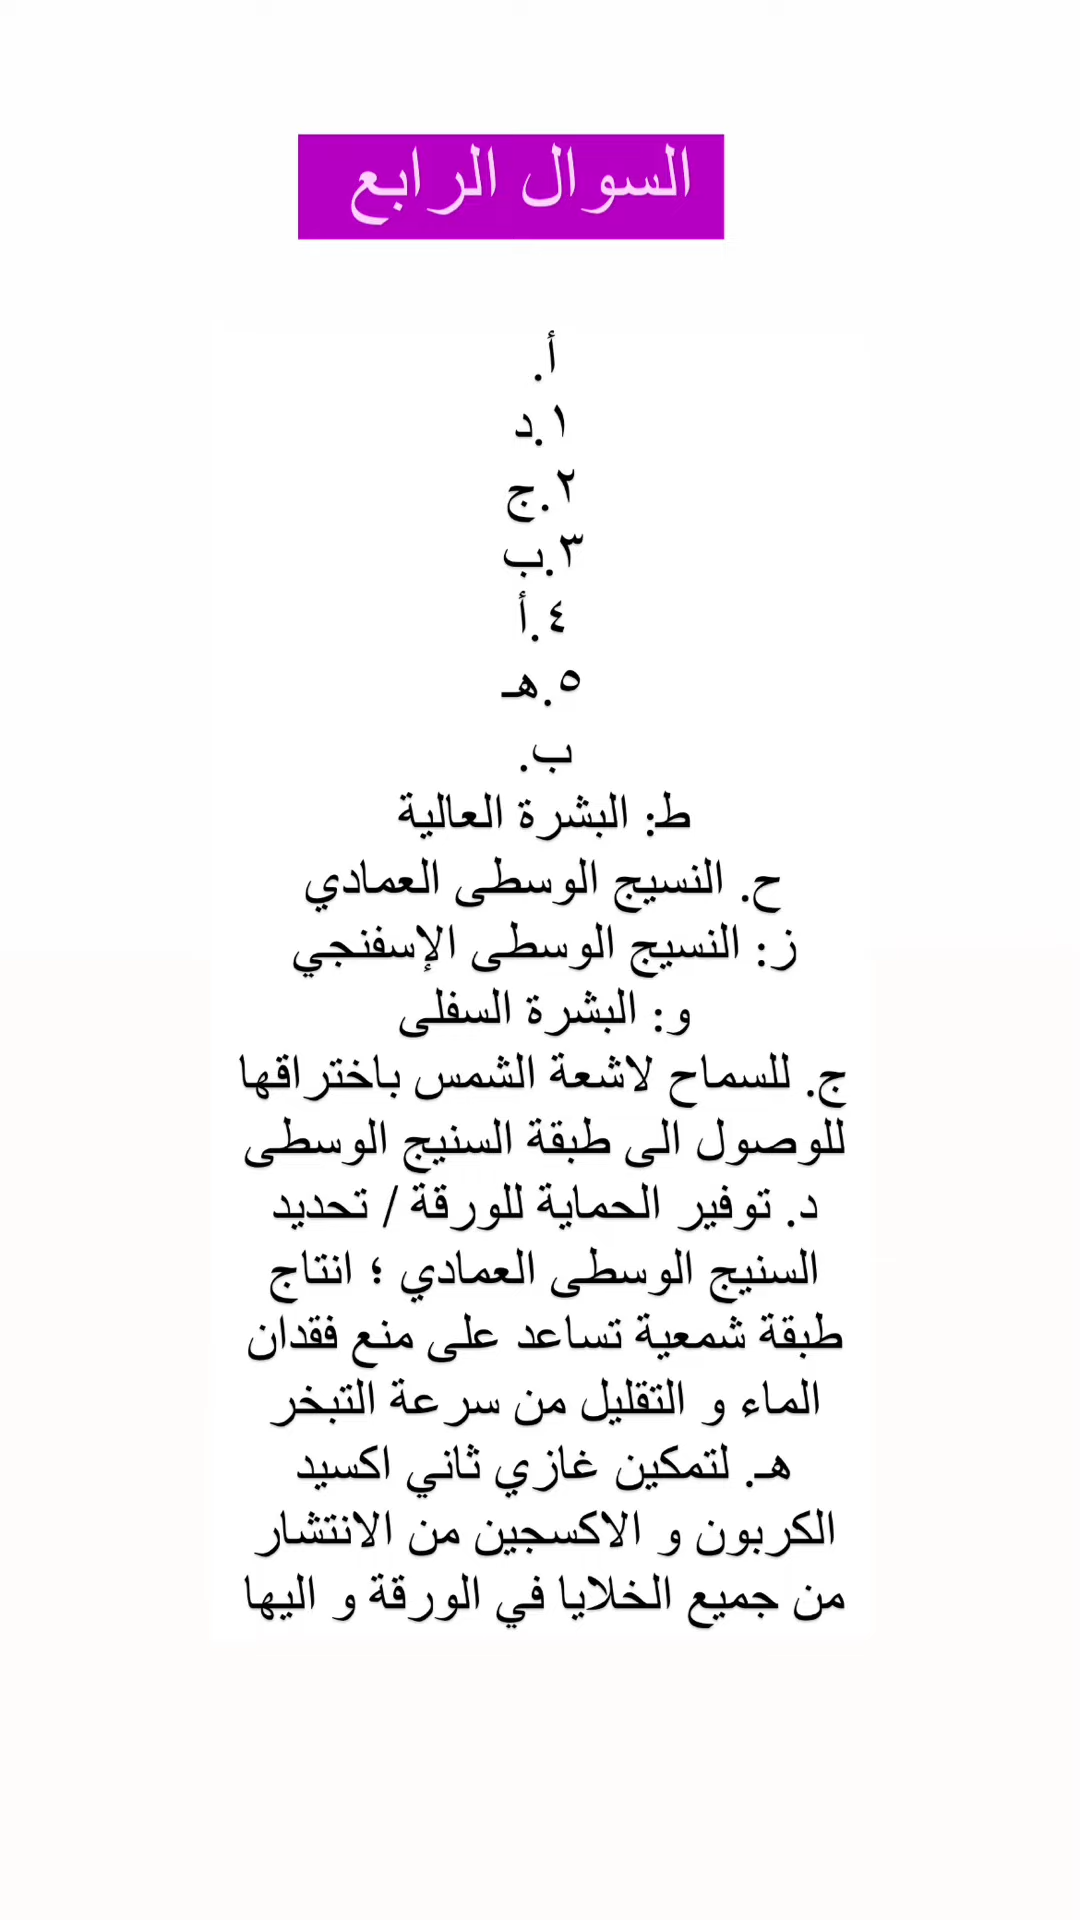 السوال الرابع
أ.
١.د
٢.ج
٣.ب
٤.أ
٥.هـ
ب.
ط: البشرة العالية
ح. النسيج الوسطى العمادي
ز: النسيج الوسطى الإسفنجي
و: البشرة السفلى
ج. للسماح لاشعة الشمس باختراقها
للوصول الى طبقة السنيج الوسطى
د. توفير الحماية للورقة / تحديد
السنيج الوسطى العمادي ؛ انتاج
طبقة شمعية تساعد على منع فقدان
الماء و التقليل من سرعة التبخر
هـ. لتمكين غازي ثاني اكسيد
الكربون و الاكسجين من الانتشار
من جميع الخلايا في الورقة و اليها